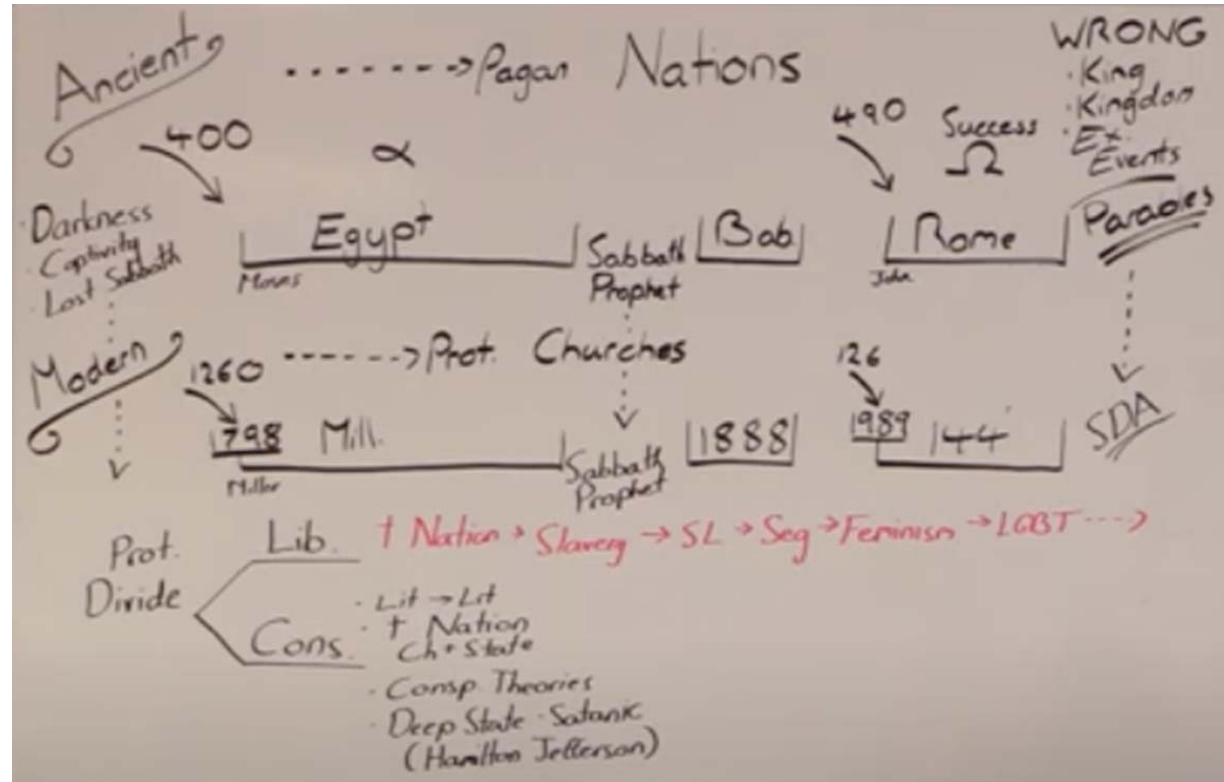 Ancient -------> Pagan Nations
WRONG
· King
· Kingdom
· Ex. Events
400
α
490
Success
Ω
· Darkness
· Captivity
· Lost Sabbath
Egypt
Moses
Sabbath
Prophet
Bab
Rome
John
Parables
Modern
1260 -------> Prot. Churches
126
1798
Mill.
Miller
Sabbath
Prophet
1888
1989
144
SDA
Prot.
Divide
Lib.
† Nation → Slavery → SL → Seg → Feminism → LGBT --->
Cons.
· Lit → Lit
· † Nation
Ch + State
· Consp. Theories
· Deep State - Satanic
(Hamilton Jefferson)